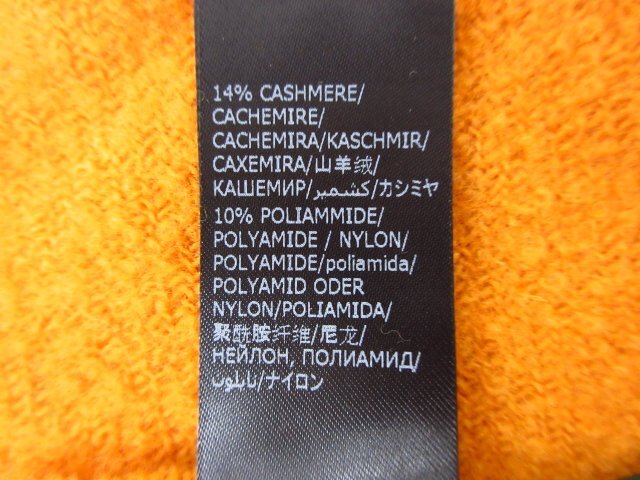 14% CASHMERE/
CACHEMIRE/
CACHEMIRA/KASCHMIR/
CAXEMIRA/山羊绒/
КАШЕМИР/كشمير/カシミヤ
10% POLIAMMIDE/
POLYAMIDE / NYLON/
POLYAMIDE/poliamida/
POLYAMID ODER
NYLON/POLIAMIDA/
聚酰胺纤维/尼龙/
НЕЙЛОН, ПОЛИАМИД/
نايلون/ナイロン